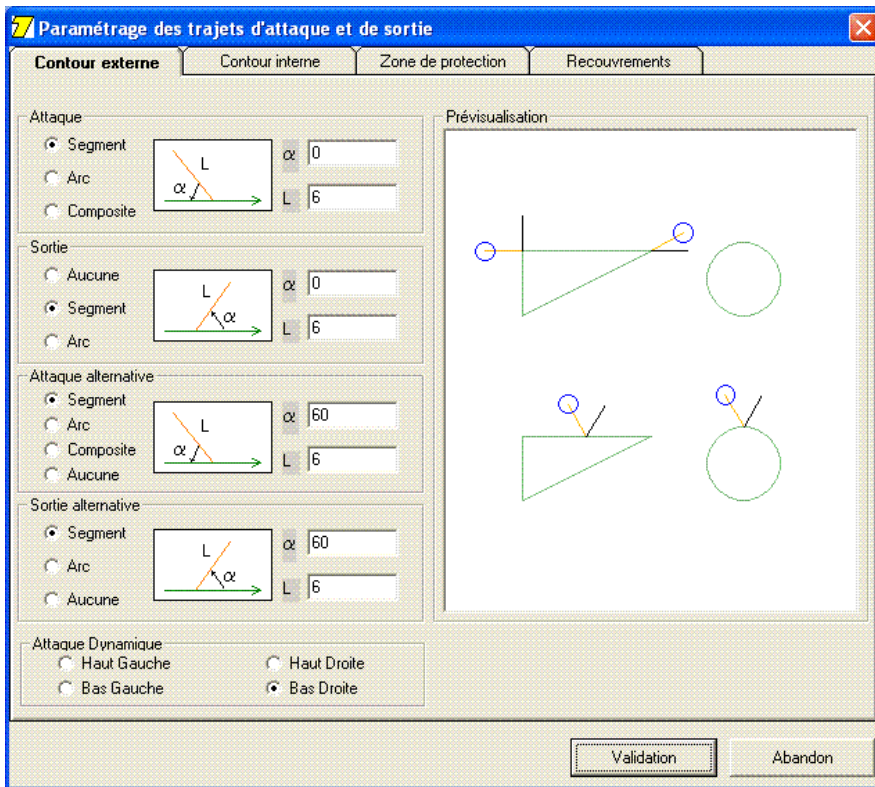 Paramétrage des trajets d'attaque et de sortie
Contour externe
Contour interne
Zone de protection
Recouvrements
Attaque
Segment
Arc
Composite
L
α
α 0
L 6
Sortie
Aucune
Segment
Arc
L
α
α 0
L 6
Attaque alternative
Segment
Arc
Composite
Aucune
L
α
α 60
L 6
Sortie alternative
Segment
Arc
Aucune
L
α
α 60
L 6
Attaque Dynamique
Haut Gauche
Haut Droite
Bas Gauche
Bas Droite
Prévisualisation
Validation
Abandon